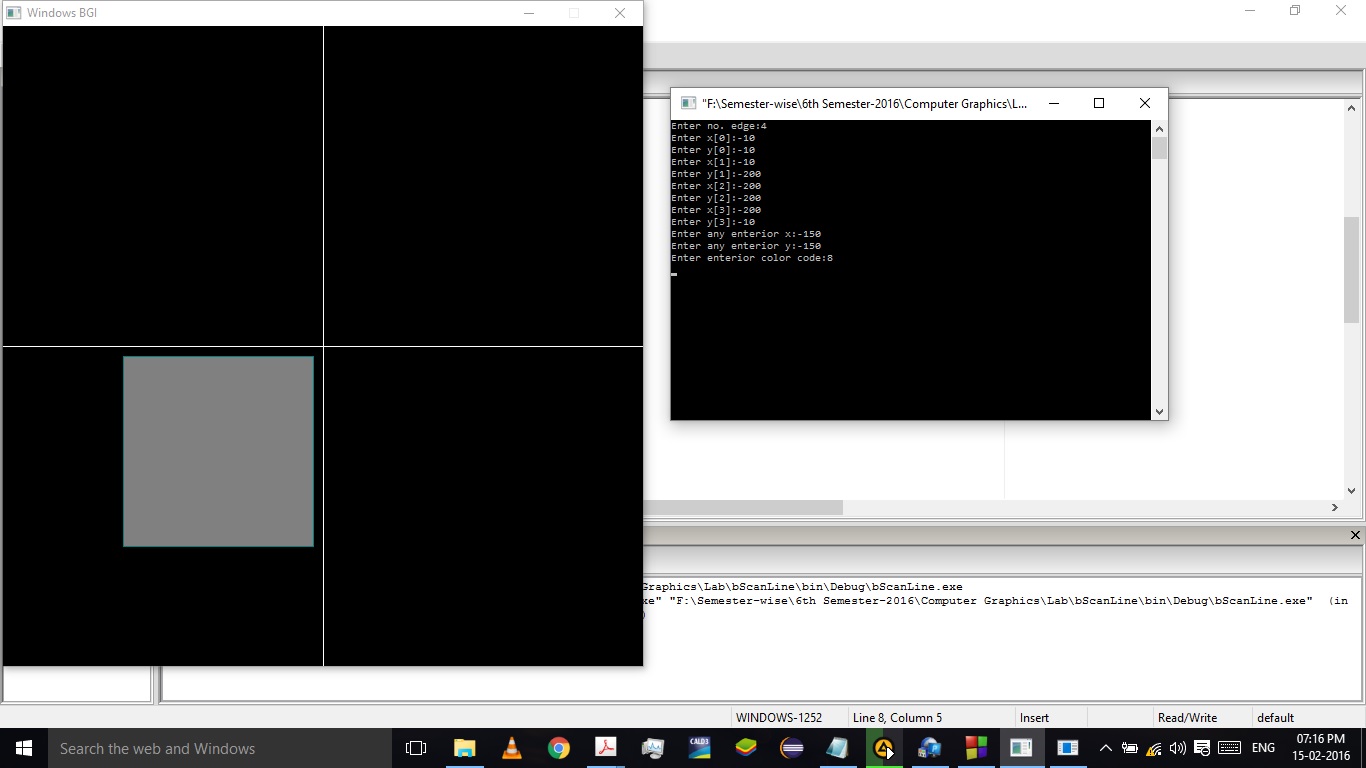 Windows BGI
"F:\Semester-wise\6th Semester-2016\Computer Graphics\L...
Enter no. edge:4
Enter x[0]:-10
Enter y[0]:-10
Enter x[1]:-10
Enter y[1]:-200
Enter x[2]:-200
Enter y[2]:-200
Enter x[3]:-200
Enter y[3]:-10
Enter any enterior x:-150
Enter any enterior y:-150
Enter enterior color code:8
Graphics\Lab\bScanLine\bin\Debug\bScanLine.exe
xe" "F:\Semester-wise\6th Semester-2016\Computer Graphics\Lab\bScanLine\bin\Debug\bScanLine.exe" (in
)
WINDOWS-1252 Line 8, Column 5 Insert Read/Write default
Search the web and Windows
CALD3
ENG
07:16 PM
15-02-2016